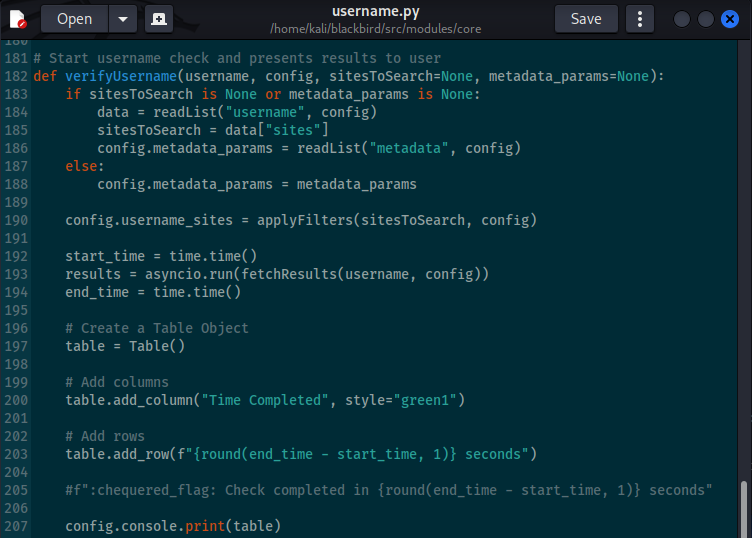 Open
username.py
/home/kali/blackbird/src/modules/core
Save
180
181 # Start username check and presents results to user
182 def verifyUsername(username, config, sitesToSearch=None, metadata_params=None):
183     if sitesToSearch is None or metadata_params is None:
184         data = readList("username", config)
185         sitesToSearch = data["sites"]
186         config.metadata_params = readList("metadata", config)
187     else:
188         config.metadata_params = metadata_params
189
190     config.username_sites = applyFilters(sitesToSearch, config)
191
192     start_time = time.time()
193     results = asyncio.run(fetchResults(username, config))
194     end_time = time.time()
195
196     # Create a Table Object
197     table = Table()
198
199     # Add columns
200     table.add_column("Time Completed", style="green1")
201
202     # Add rows
203     table.add_row(f"{round(end_time - start_time, 1)} seconds")
204
205     #f":chequered_flag: Check completed in {round(end_time - start_time, 1)} seconds"
206
207     config.console.print(table)